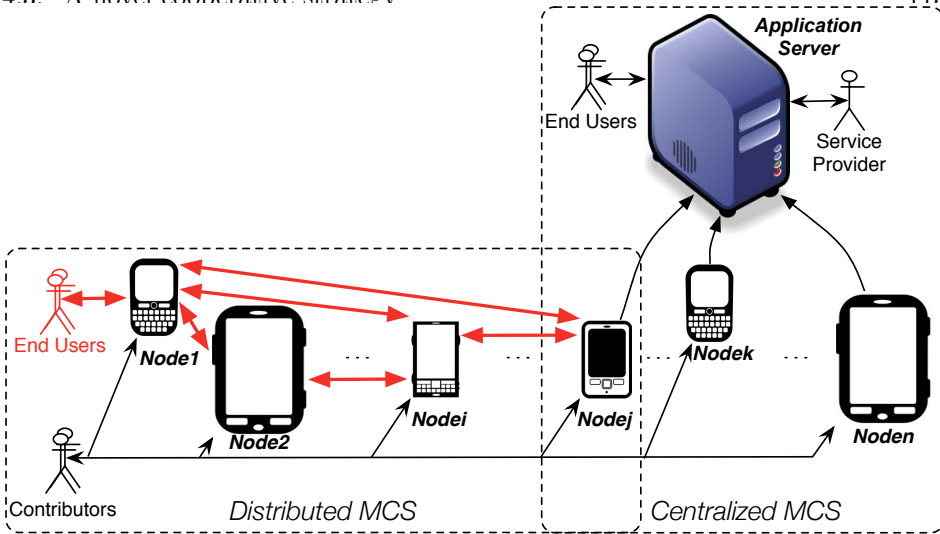 Application
Server
End Users
Service
Provider
End Users
Node1
Node2
...
Nodei
...
Nodej
...
Nodek
...
Noden
Contributors
Distributed MCS
Centralized MCS